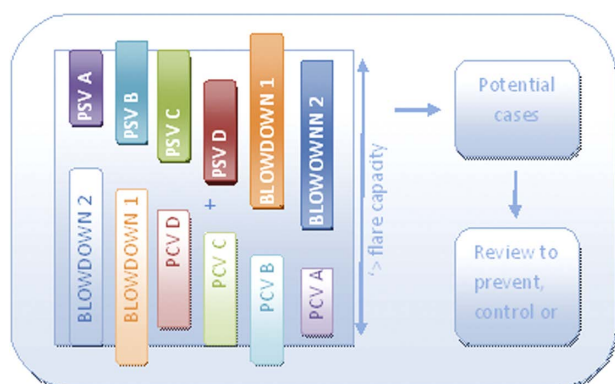 PSV A
PSV B
PSV C
PSV D
BLOWDOWN 1
BLOWOWNN 2
+
BLOWDOWN 2
BLOWDOWN 1
PCV D
PCV C
PCV B
PCV A
‘> flare capacity
Potential
cases
Review to
prevent,
control or